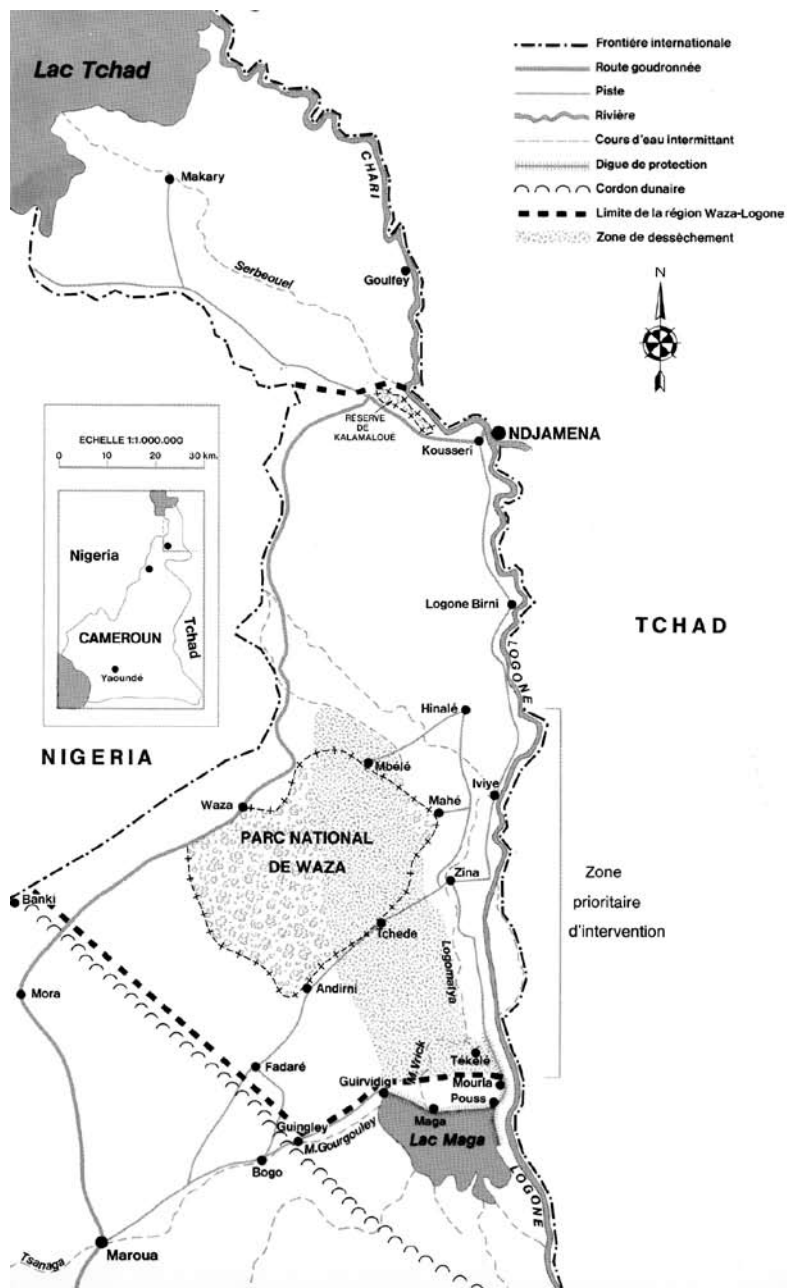 Lac Tchad
Frontière internationale
Route goudronnée
Piste
Rivière
Cours d'eau intermittant
Digue de protection
Cordon dunaire
Limite de la région Waza-Logone
Zone de dessèchement
CHARI
Makary
Serbeouel
Goulfey
N
RÉSERVE
DE
KALAMALOUÉ
NDJAMENA
Kousseri
ECHELLE 1:1.000.000
0 10 20 30 km.
Nigeria
CAMEROUN
Tchad
Yaoundé
Logone Birni
TCHAD
LOGONE
Hinalé
NIGERIA
Mbélé
Iviye
Waza
Mahé
PARC NATIONAL
DE WAZA
Zina
Zone
prioritaire
d'intervention
Banki
Tchede
Logomatya
Andirni
Mora
M.Vrick
Tékélé
Fadaré
Guirvidig
Mourla
Pouss
Guingley
Maga
M.Gourgouley
Lac Maga
Bogo
LOGONE
Tsanaga
Maroua